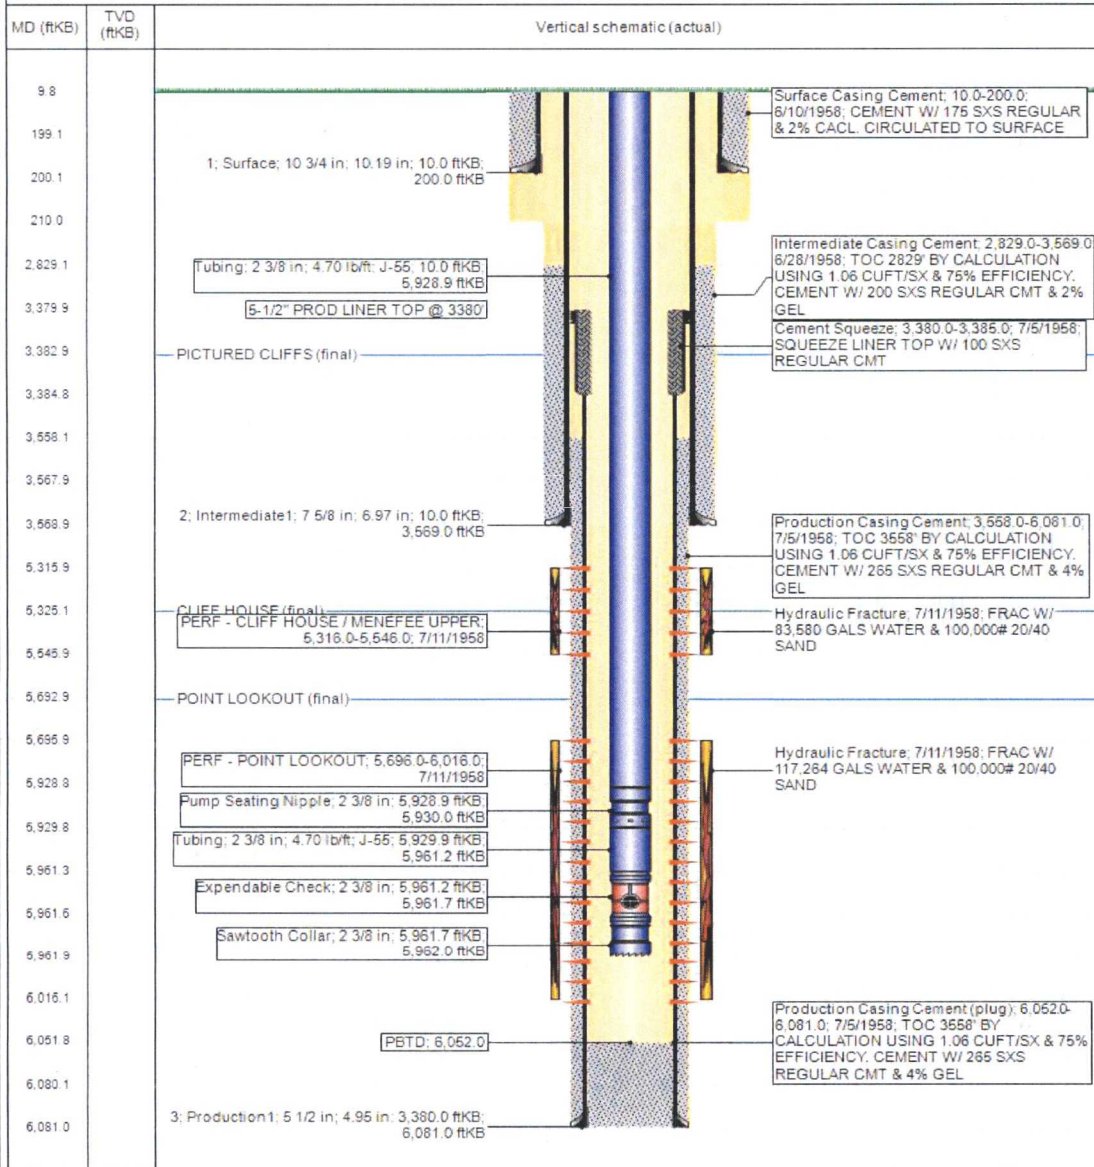 MD (ftKB)
TVD
(ftKB)
Vertical schematic (actual)
9.8
199.1
200.1
210.0
2,829.1
3,379.9
3,382.9
3,384.8
3,558.1
3,567.9
3,568.9
5,315.9
5,325.1
5,545.9
5,692.9
5,695.9
5,928.8
5,929.8
5,961.3
5,961.6
5,961.9
6,016.1
6,051.8
6,080.1
6,081.0
Surface Casing Cement; 10.0-200.0;
6/10/1958; CEMENT W/ 175 SXS REGULAR
& 2% CACL. CIRCULATED TO SURFACE
1; Surface; 10 3/4 in; 10.19 in; 10.0 ftKB;
200.0 ftKB
Intermediate Casing Cement; 2,829.0-3,569.0;
6/28/1958; TOC 2829' BY CALCULATION
USING 1.06 CUFT/SX & 75% EFFICIENCY.
CEMENT W/ 200 SXS REGULAR CMT & 2%
GEL
Tubing; 2 3/8 in; 4.70 lb/ft; J-55; 10.0 ftKB;
5,928.9 ftKB
5-1/2" PROD LINER TOP @ 3380'
Cement Squeeze; 3,380.0-3,385.0; 7/5/1958;
SQUEEZE LINER TOP W/ 100 SXS
REGULAR CMT
PICTURED CLIFFS (final)
2; Intermediate1; 7 5/8 in; 6.97 in; 10.0 ftKB;
3,569.0 ftKB
Production Casing Cement; 3,558.0-6,081.0;
7/5/1958; TOC 3558' BY CALCULATION
USING 1.06 CUFT/SX & 75% EFFICIENCY.
CEMENT W/ 265 SXS REGULAR CMT & 4%
GEL
CLIFF HOUSE (final)
PERF - CLIFF HOUSE / MENEFEE UPPER;
5,316.0-5,546.0; 7/11/1958
Hydraulic Fracture; 7/11/1958; FRAC W/
83,580 GALS WATER & 100,000# 20/40
SAND
POINT LOOKOUT (final)
PERF - POINT LOOKOUT; 5,696.0-6,016.0;
7/11/1958
Hydraulic Fracture; 7/11/1958; FRAC W/
117,264 GALS WATER & 100,000# 20/40
SAND
Pump Seating Nipple; 2 3/8 in; 5,928.9 ftKB;
5,930.0 ftKB
Tubing; 2 3/8 in; 4.70 lb/ft; J-55; 5,929.9 ftKB;
5,961.2 ftKB
Expendable Check; 2 3/8 in; 5,961.2 ftKB;
5,961.7 ftKB
Sawtooth Collar; 2 3/8 in; 5,961.7 ftKB;
5,962.0 ftKB
Production Casing Cement (plug); 6,052.0-
6,081.0; 7/5/1958; TOC 3558' BY
CALCULATION USING 1.06 CUFT/SX & 75%
EFFICIENCY. CEMENT W/ 265 SXS
REGULAR CMT & 4% GEL
PBTD; 6,052.0
3; Production1; 5 1/2 in; 4.95 in; 3,380.0 ftKB;
6,081.0 ftKB